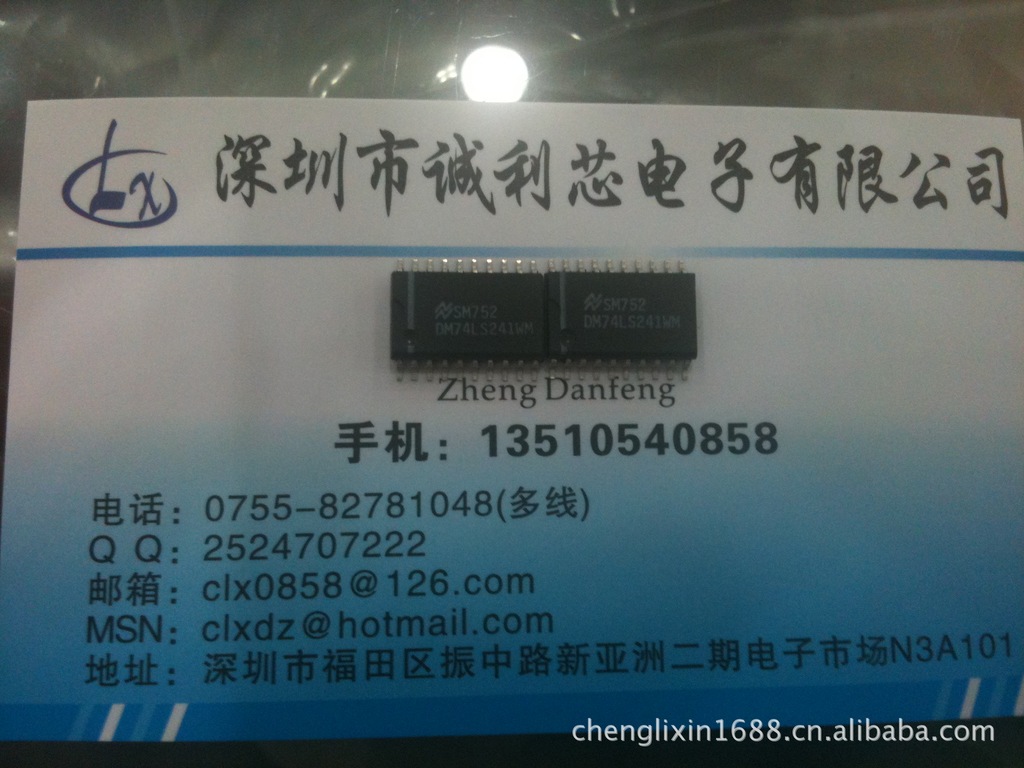 Lx
深圳市诚利芯电子有限公司
SM752
DM74LS241WM
SM752
DM74LS241WM
Zheng Danfeng
手机：13510540858
电话：0755-82781048(多线)
Q Q：2524707222
邮箱：clx0858@126.com
MSN：clxdz@hotmail.com
地址：深圳市福田区振中路新亚洲二期电子市场N3A101
chenglixin1688.cn.alibaba.com